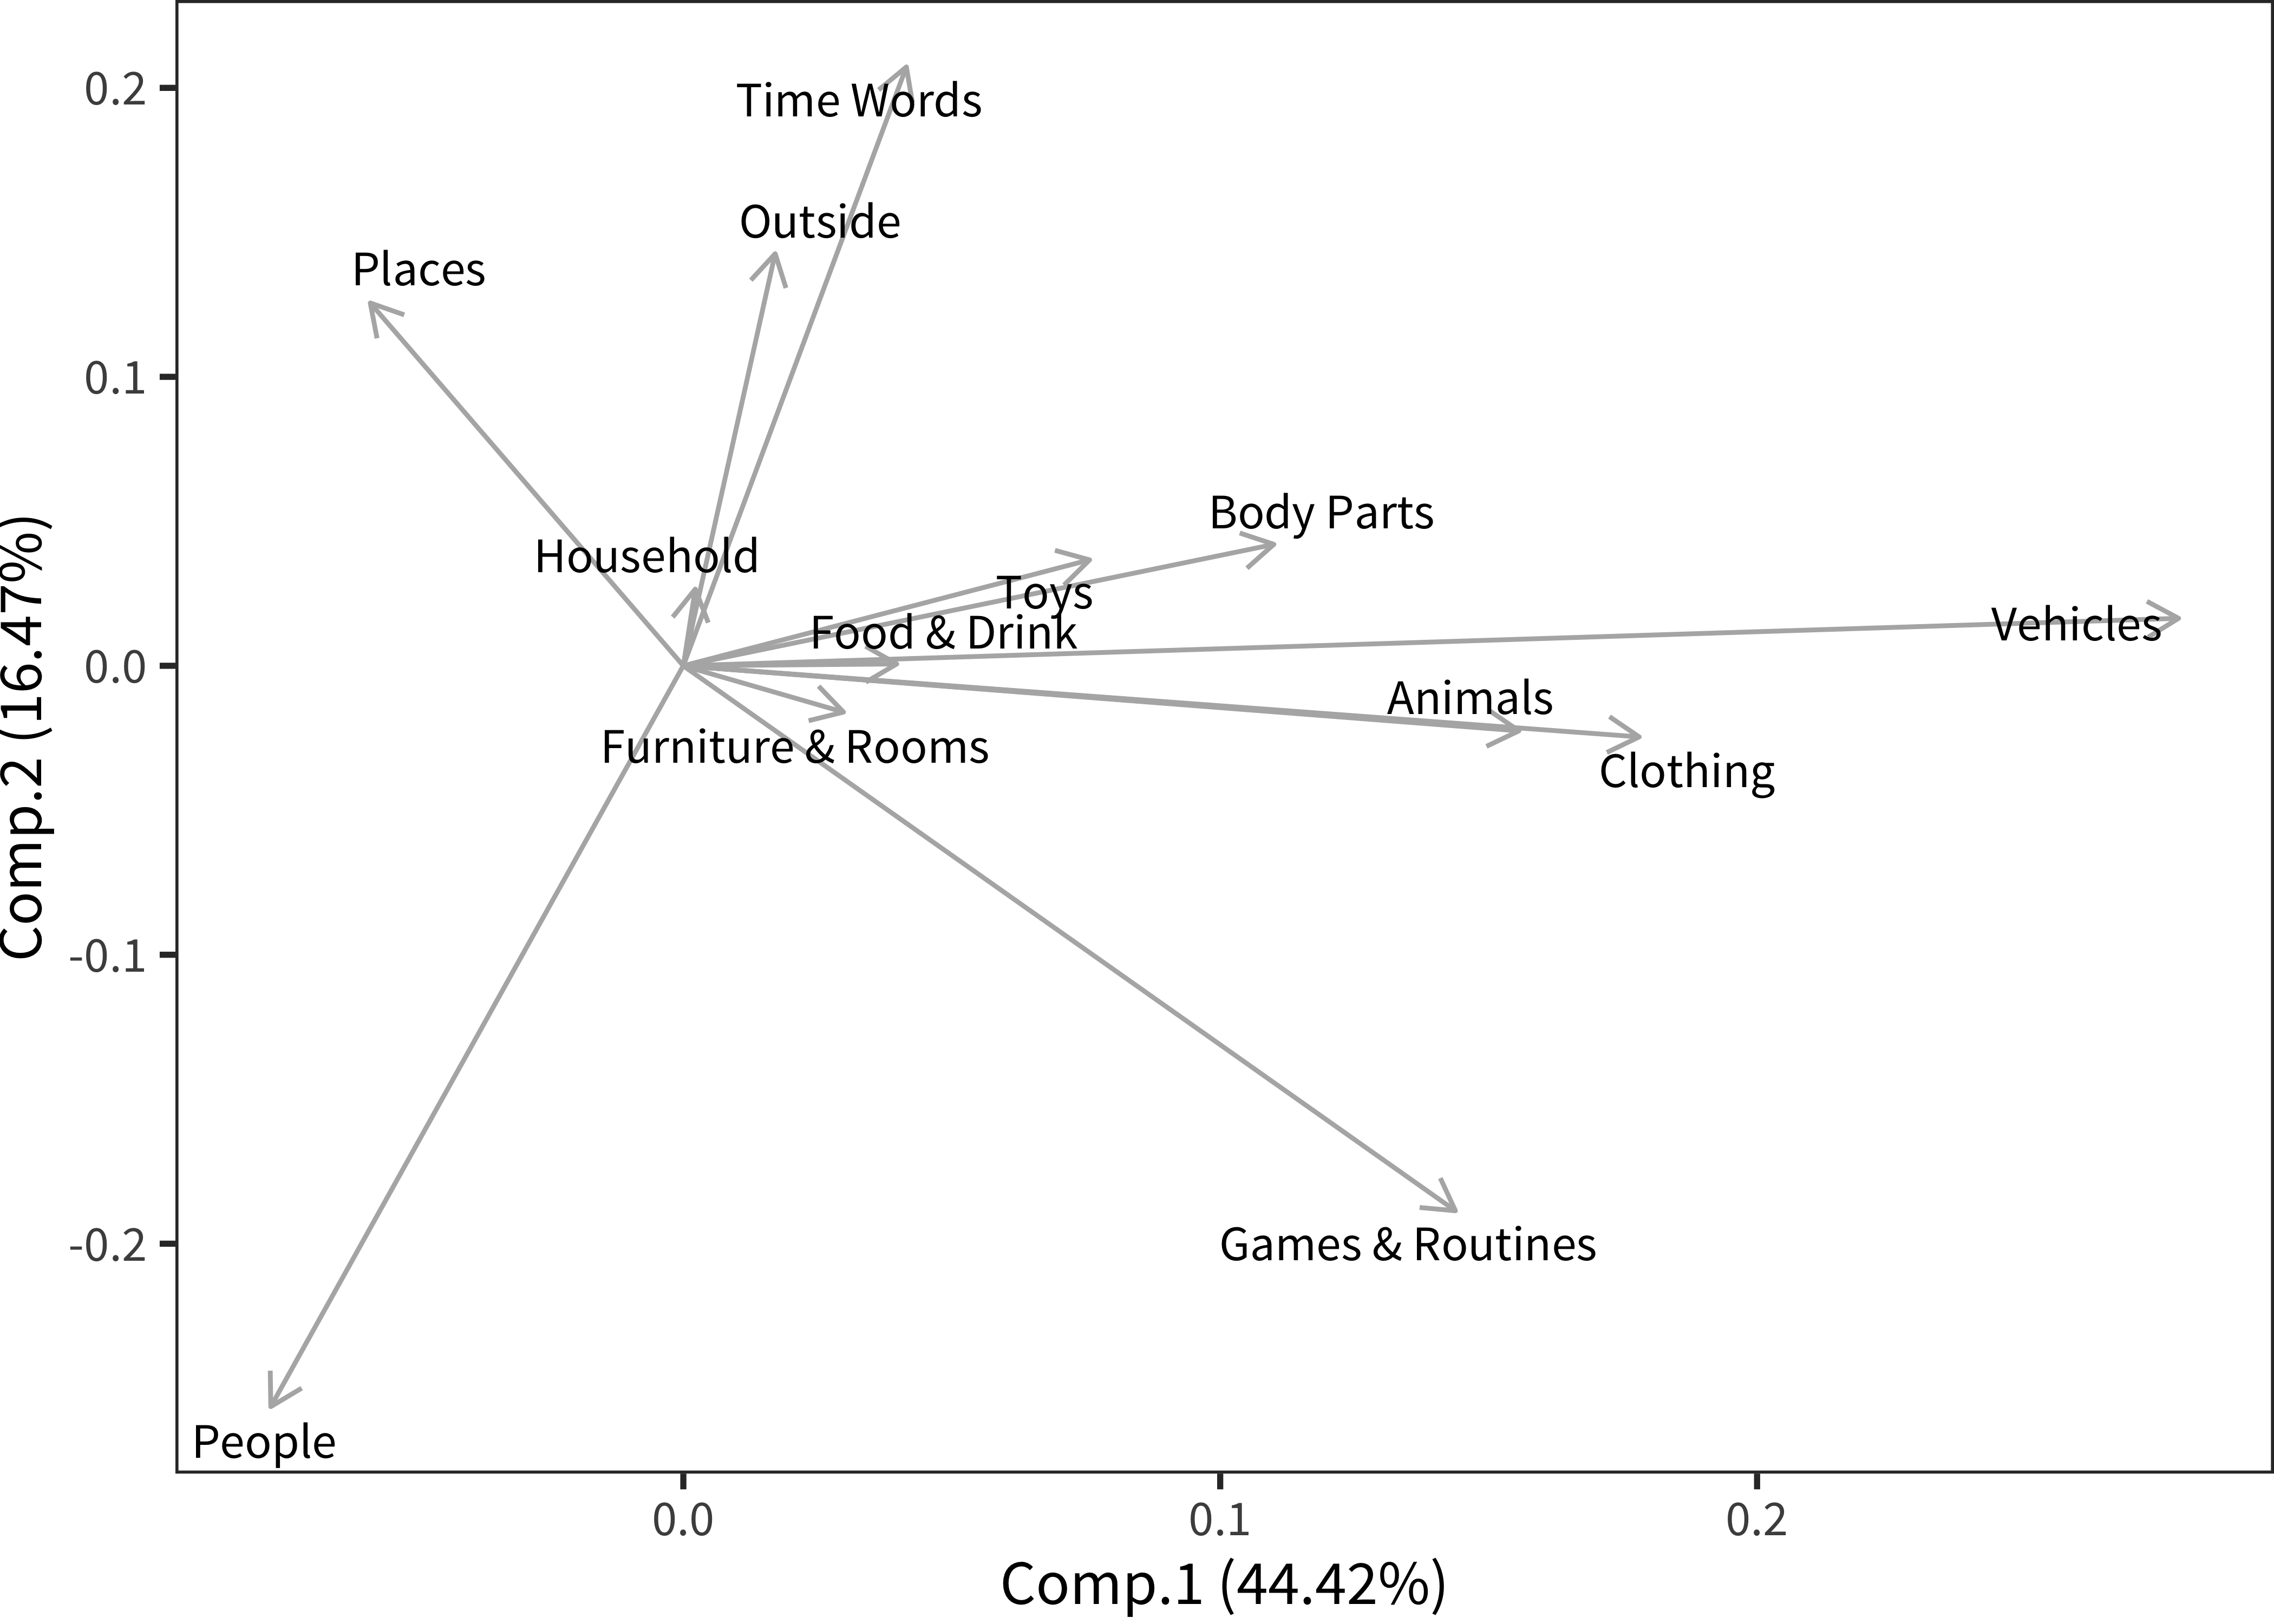 0.2
Time Words
Outside
Places
0.1
Body Parts
Household
Toys
Food & Drink
Vehicles
0.0
Animals
Furniture & Rooms
Clothing
-0.1
Comp.2 (16.47%)
-0.2
Games & Routines
People
0.0
0.1
0.2
Comp.1 (44.42%)